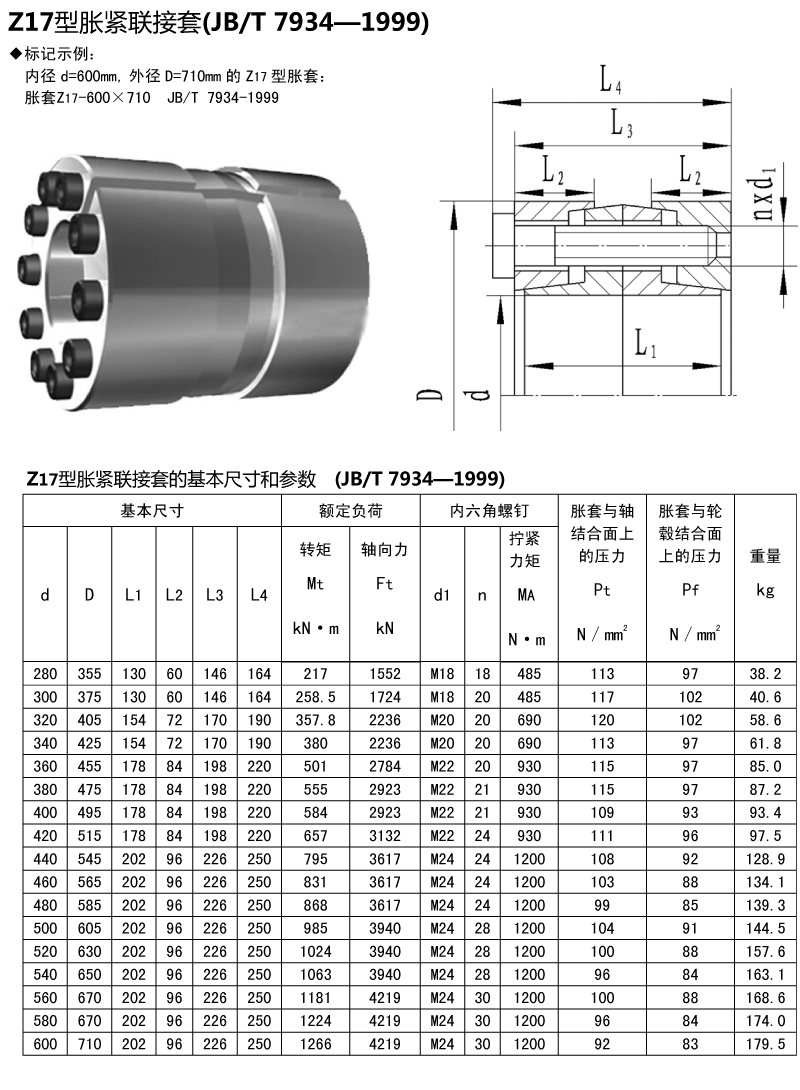 Z17型胀紧联接套(JB/T 7934—1999)
◆标记示例：
内径 d=600mm, 外径 D=710mm 的 Z17 型胀套：
胀套Z17-600×710 JB/T 7934-1999
L4
L3
L2 L2
n×d1
L1
D d
Z17型胀紧联接套的基本尺寸和参数 (JB/T 7934—1999)
基本尺寸 额定负荷 内六角螺钉 胀套与轴结合面上的压力 胀套与轮毂结合面上的压力 重量
d D L1 L2 L3 L4 转矩 Mt kN·m 轴向力 Ft kN d1 n 拧紧力矩 MA N·m Pt N/mm² Pf N/mm² kg
280 355 130 60 146 164 217 1552 M18 18 485 113 97 38.2
300 375 130 60 146 164 258.5 1724 M18 20 485 117 102 40.6
320 405 154 72 170 190 357.8 2236 M20 20 690 120 102 58.6
340 425 154 72 170 190 380 2236 M20 20 690 113 97 61.8
360 455 178 84 198 220 501 2784 M22 20 930 115 97 85.0
380 475 178 84 198 220 555 2923 M22 21 930 115 97 87.2
400 495 178 84 198 220 584 2923 M22 21 930 109 93 93.4
420 515 178 84 198 220 657 3132 M22 24 930 111 96 97.5
440 545 202 96 226 250 795 3617 M24 24 1200 108 92 128.9
460 565 202 96 226 250 831 3617 M24 24 1200 103 88 134.1
480 585 202 96 226 250 868 3617 M24 24 1200 99 85 139.3
500 605 202 96 226 250 985 3940 M24 28 1200 104 91 144.5
520 630 202 96 226 250 1024 3940 M24 28 1200 100 88 157.6
540 650 202 96 226 250 1063 3940 M24 28 1200 96 84 163.1
560 670 202 96 226 250 1181 4219 M24 30 1200 100 88 168.6
580 670 202 96 226 250 1224 4219 M24 30 1200 96 84 174.0
600 710 202 96 226 250 1266 4219 M24 30 1200 92 83 179.5